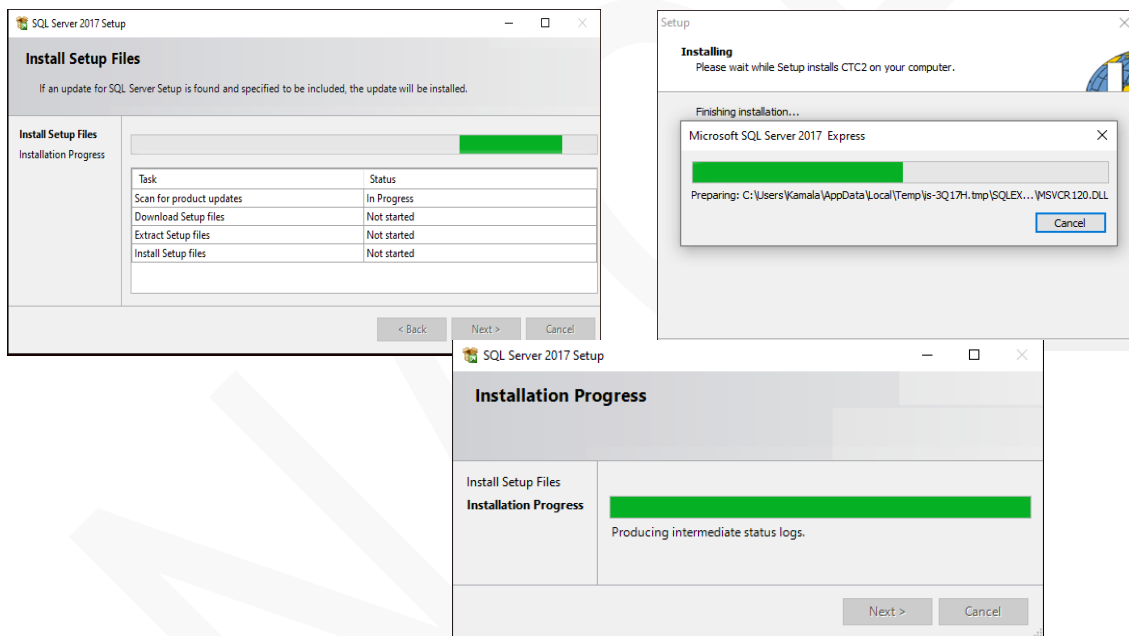 SQL Server 2017 Setup
Install Setup Files
If an update for SQL Server Setup is found and specified to be included, the update will be installed.
Install Setup Files
Installation Progress
Task Status
Scan for product updates In Progress
Download Setup files Not started
Extract Setup files Not started
Install Setup files Not started
< Back Next > Cancel
Setup
Installing
Please wait while Setup installs CTC2 on your computer.
Finishing installation...
Microsoft SQL Server 2017 Express
Preparing: C:\Users\Kamala\AppData\Local\Temp\is-3Q17H.tmp\SQLEX...\MSVCR120.DLL
Cancel
SQL Server 2017 Setup
Installation Progress
Install Setup Files
Installation Progress
Producing intermediate status logs.
Next > Cancel